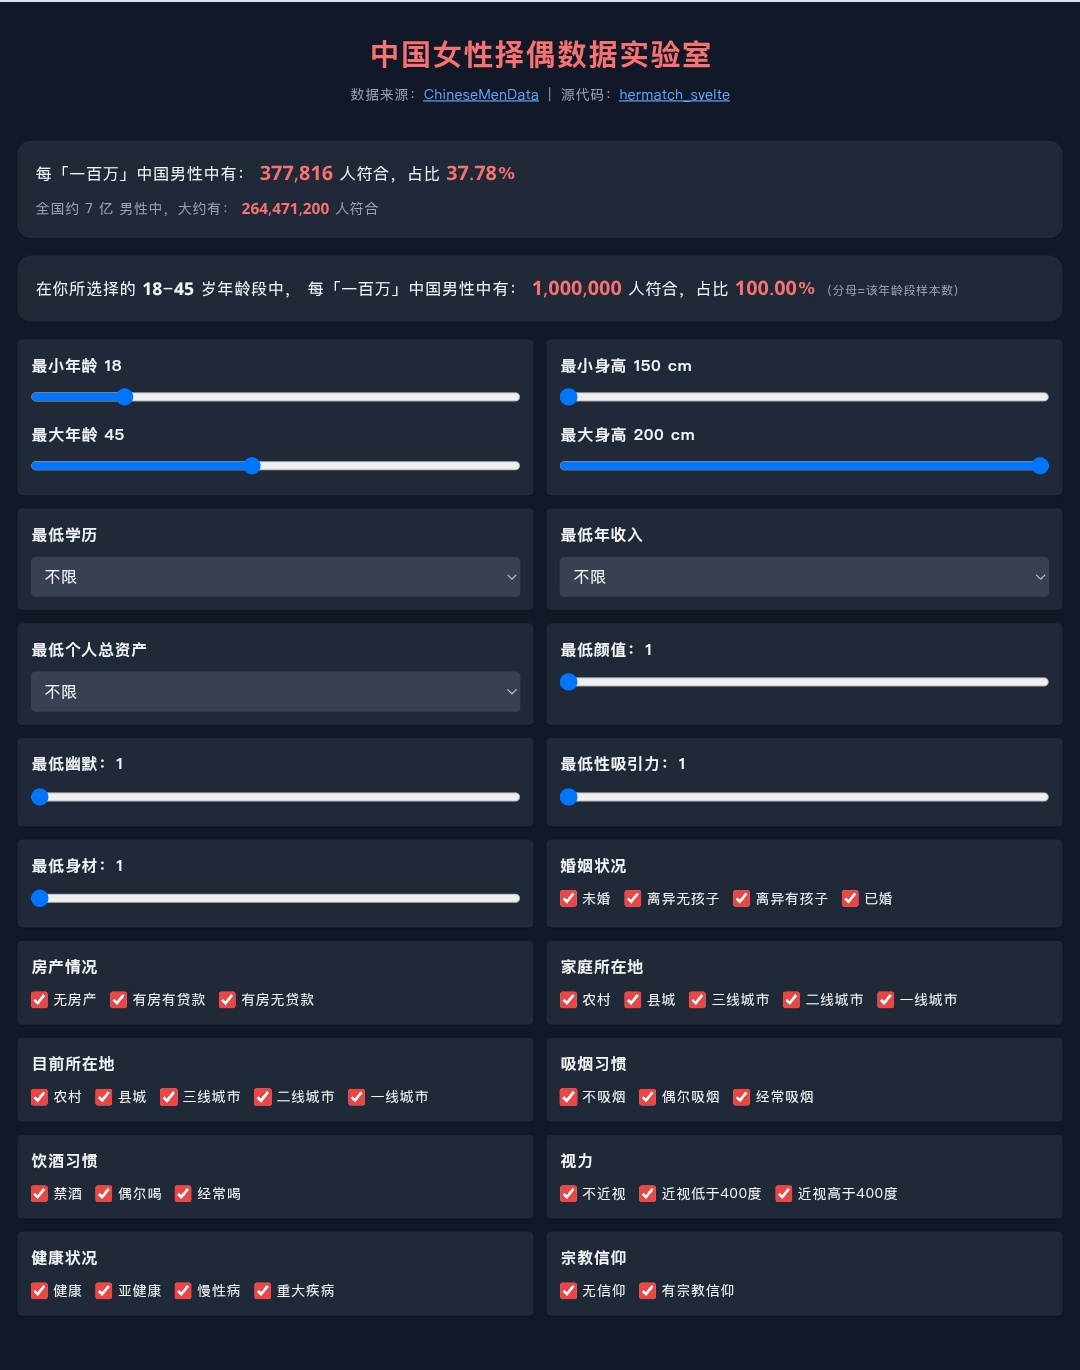 中国女性择偶数据实验室
数据来源：ChineseMenData | 源代码：hermatch_svelte
每「一百万」中国男性中有： 377,816 人符合，占比 37.78%
全国约 7 亿 男性中，大约有： 264,471,200 人符合
在你所选择的 18–45 岁年龄段中， 每「一百万」中国男性中有： 1,000,000 人符合，占比 100.00% （分母=该年龄段样本数）
最小年龄 18
最大年龄 45
最小身高 150 cm
最大身高 200 cm
最低学历
不限
最低年收入
不限
最低个人总资产
不限
最低颜值：1
最低幽默：1
最低性吸引力：1
最低身材：1
婚姻状况
未婚 离异无孩子 离异有孩子 已婚
房产情况
无房产 有房有贷款 有房无贷款
家庭所在地
农村 县城 三线城市 二线城市 一线城市
目前所在地
农村 县城 三线城市 二线城市 一线城市
吸烟习惯
不吸烟 偶尔吸烟 经常吸烟
饮酒习惯
禁酒 偶尔喝 经常喝
视力
不近视 近视低于400度 近视高于400度
健康状况
健康 亚健康 慢性病 重大疾病
宗教信仰
无信仰 有宗教信仰